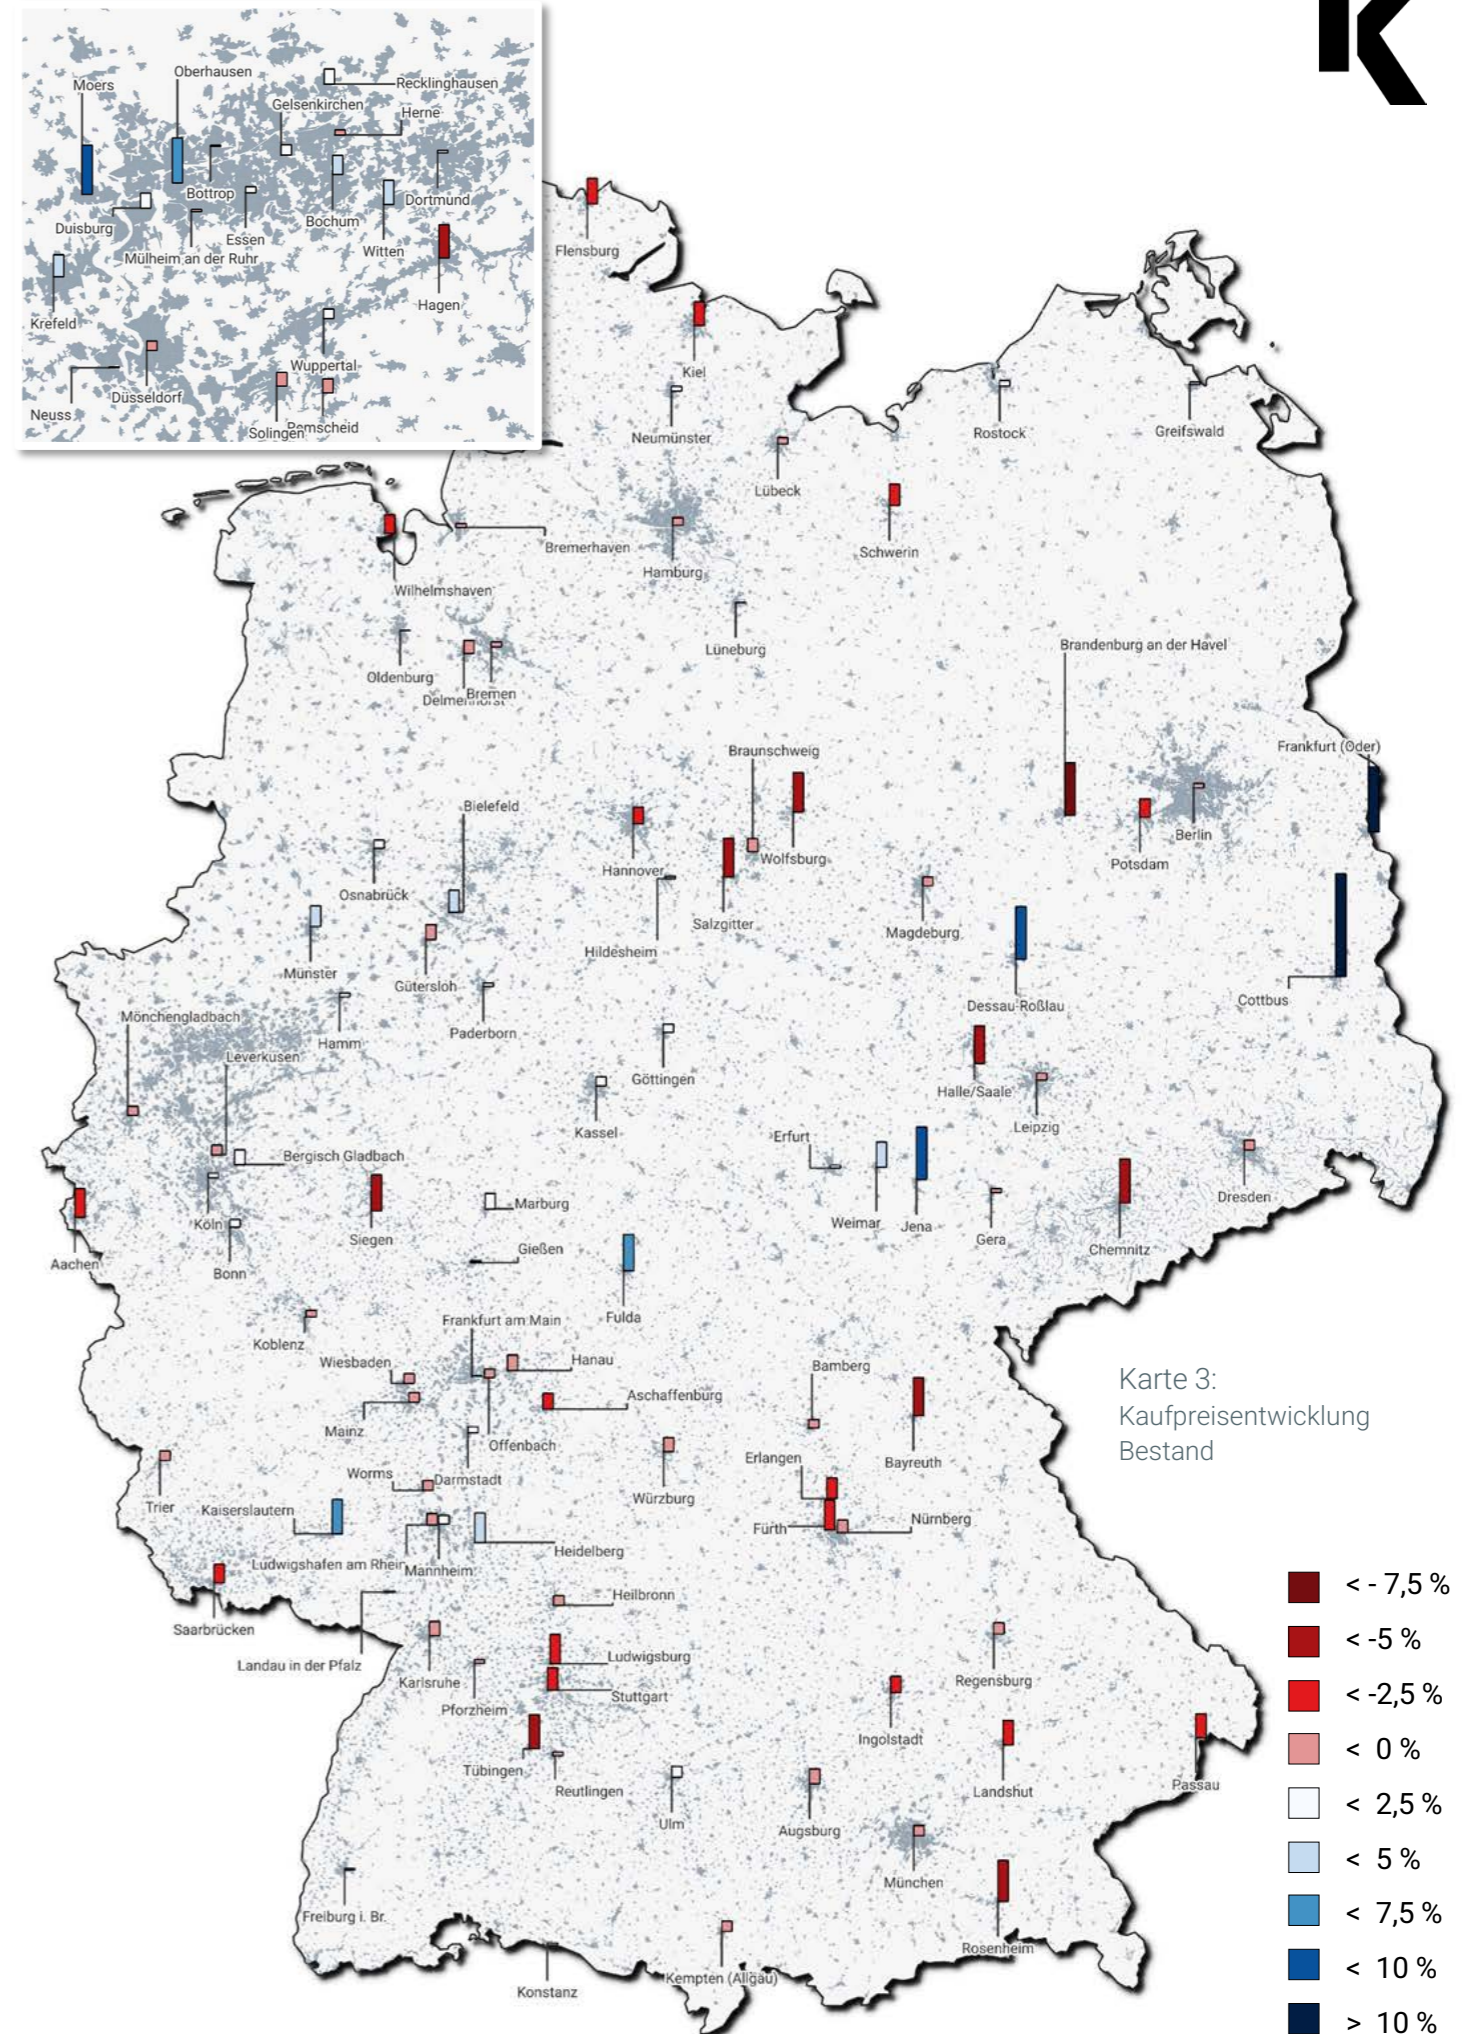 K
Moers
Oberhausen
Recklinghausen
Gelsenkirchen
Herne
Bottrop
Dortmund
Duisburg
Essen
Bochum
Mülheim an der Ruhr
Witten
Hagen
Krefeld
Wuppertal
Düsseldorf
Neuss
Solingen
Remscheid
Flensburg
Kiel
Neumünster
Rostock
Greifswald
Lübeck
Schwerin
Bremerhaven
Hamburg
Wilhelmshaven
Lüneburg
Brandenburg an der Havel
Oldenburg
Bremen
Delmenhorst
Frankfurt (Oder)
Braunschweig
Bielefeld
Berlin
Wolfsburg
Potsdam
Hannover
Osnabrück
Salzgitter
Magdeburg
Hildesheim
Münster
Gütersloh
Cottbus
Dessau-Roßlau
Mönchengladbach
Paderborn
Hamm
Leverkusen
Göttingen
Halle/Saale
Leipzig
Kassel
Erfurt
Bergisch Gladbach
Dresden
Marburg
Köln
Weimar
Jena
Siegen
Gera
Gießen
Chemnitz
Aachen
Bonn
Fulda
Frankfurt am Main
Koblenz
Wiesbaden
Hanau
Bamberg
Karte 3:
Kaufpreisentwicklung
Bestand
Aschaffenburg
Mainz
Offenbach
Erlangen
Bayreuth
Worms
Darmstadt
Würzburg
Trier
Kaiserslautern
Nürnberg
Fürth
Heidelberg
Ludwigshafen am Rhein
Mannheim
Heilbronn
Saarbrücken
Ludwigsburg
Landau in der Pfalz
Karlsruhe
Regensburg
Stuttgart
Pforzheim
Ingolstadt
Tübingen
Passau
Reutlingen
Landshut
Ulm
Augsburg
München
Freiburg i. Br.
Rosenheim
Kempten (Allgäu)
Konstanz
< - 7,5 %
< -5 %
< -2,5 %
< 0 %
< 2,5 %
< 5 %
< 7,5 %
< 10 %
> 10 %